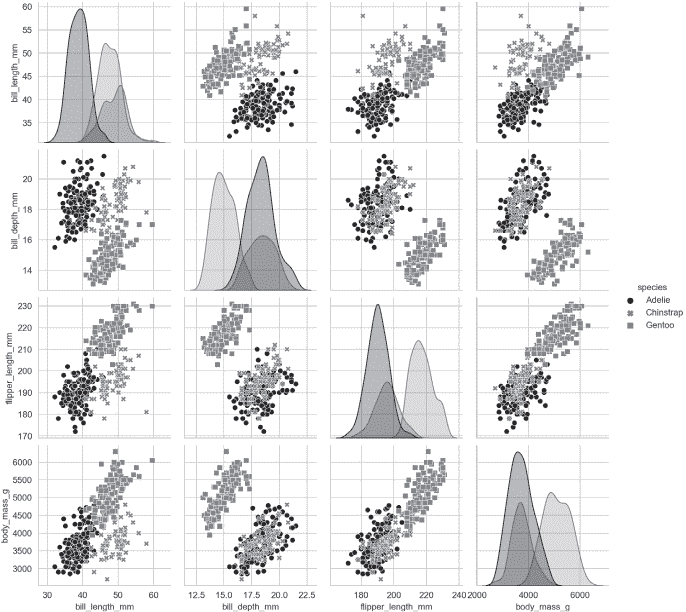 60
55
50
45
40
35
bill_length_mm
20
18
16
14
bill_depth_mm
species
Adelie
Chinstrap
Gentoo
230
220
210
200
190
180
170
flipper_length_mm
6000
5500
5000
4500
4000
3500
3000
body_mass_g
30 40 50 60 12.5 15.0 17.5 20.0 22.5 180 200 220 240 2000 4000 6000
bill_length_mm bill_depth_mm flipper_length_mm body_mass_g